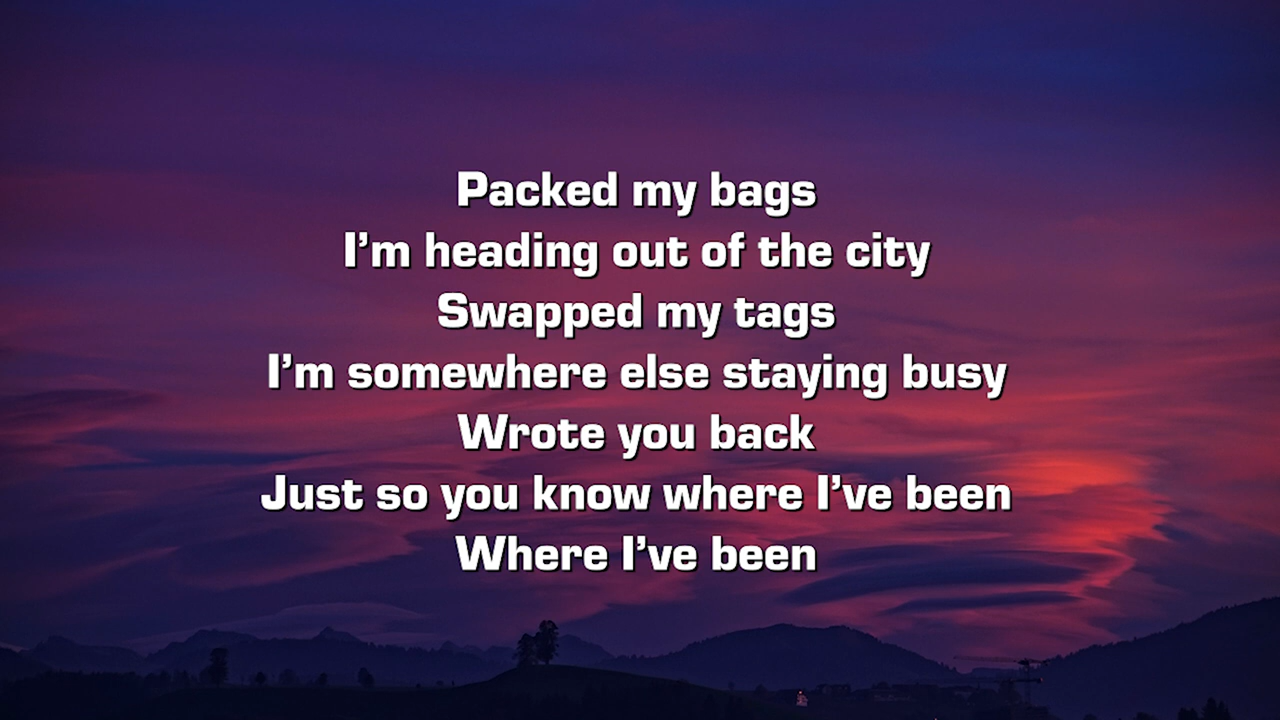 Packed my bags
I'm heading out of the city
Swapped my tags
I'm somewhere else staying busy
Wrote you back
Just so you know where I've been
Where I've been